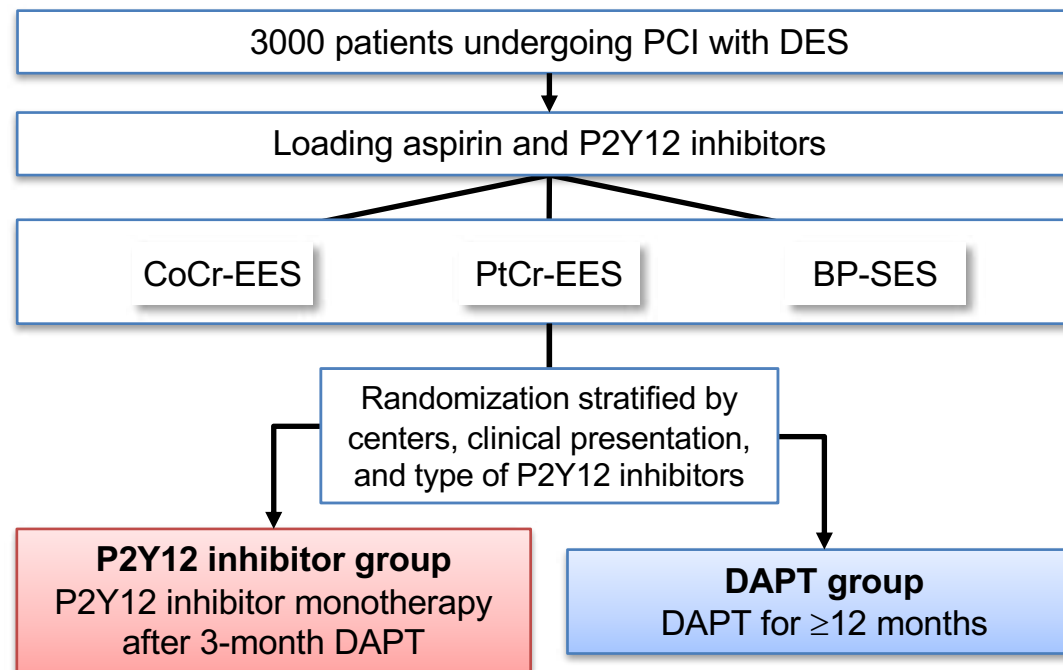 3000 patients undergoing PCI with DES
Loading aspirin and P2Y12 inhibitors
CoCr-EES
PtCr-EES
BP-SES
Randomization stratified by
centers, clinical presentation,
and type of P2Y12 inhibitors
P2Y12 inhibitor group
P2Y12 inhibitor monotherapy
after 3-month DAPT
DAPT group
DAPT for ≥12 months